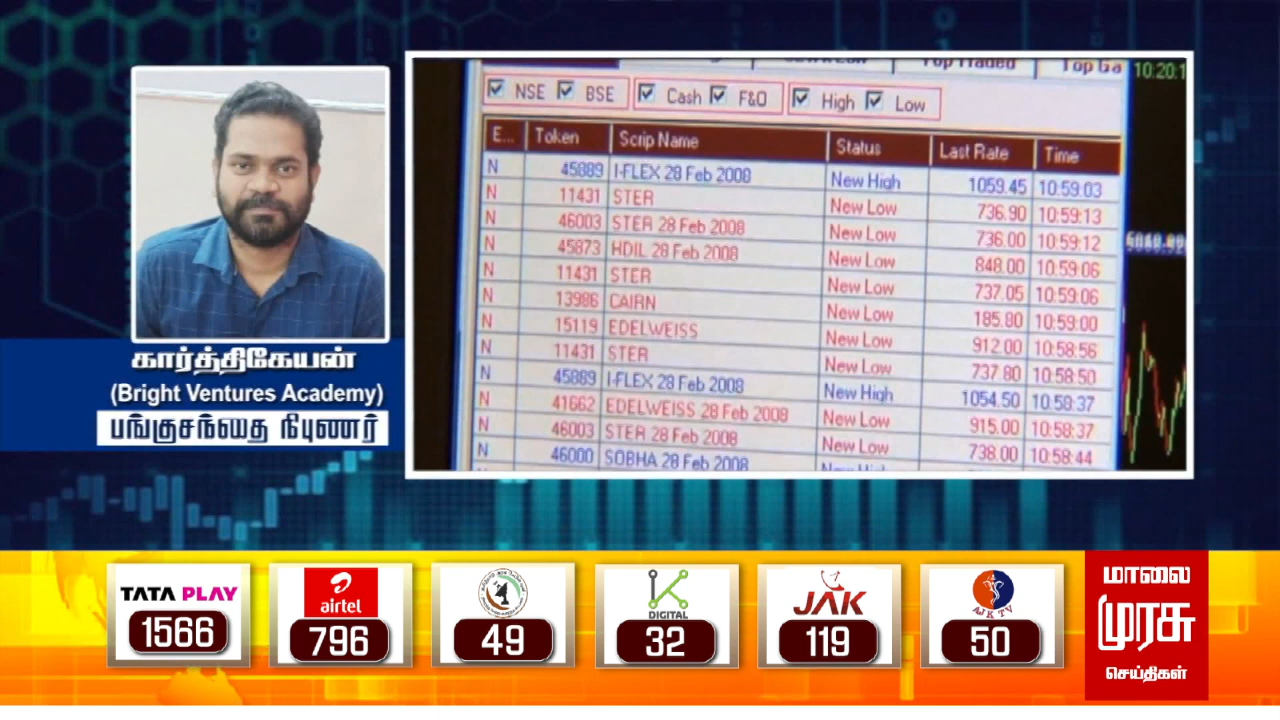 கார்த்திகேயன்
(Bright Ventures Academy)
பங்குசந்தை நிபுணர்
Top Traded
10:20:1
NSE BSE Cash F&O High Low
E... Token Scrip Name Status Last Rate Time
N 45889 I-FLEX 28 Feb 2008 New High 1059.45 10:59:03
N 11431 STER New Low 736.90 10:59:13
N 46003 STER 28 Feb 2008 New Low 736.00 10:59:12
N 45873 HDIL 28 Feb 2008 New Low 848.00 10:59:06
N 11431 STER New Low 737.05 10:59:06
N 13986 CAIRN New Low 185.80 10:59:00
N 15119 EDELWEISS New Low 912.00 10:58:56
N 11431 STER New Low 737.80 10:58:50
N 45889 I-FLEX 28 Feb 2008 New High 1054.50 10:58:37
N 41662 EDELWEISS 28 Feb 2008 New Low 915.00 10:58:37
N 46003 STER 28 Feb 2008 New Low 738.00 10:58:44
N 46000 SOBHA 28 Feb 2008 New High
TATA PLAY
1566
airtel
796
49
DIGITAL
32
JAK
119
AJK TV
50
மாலை
முரசு
செய்திகள்